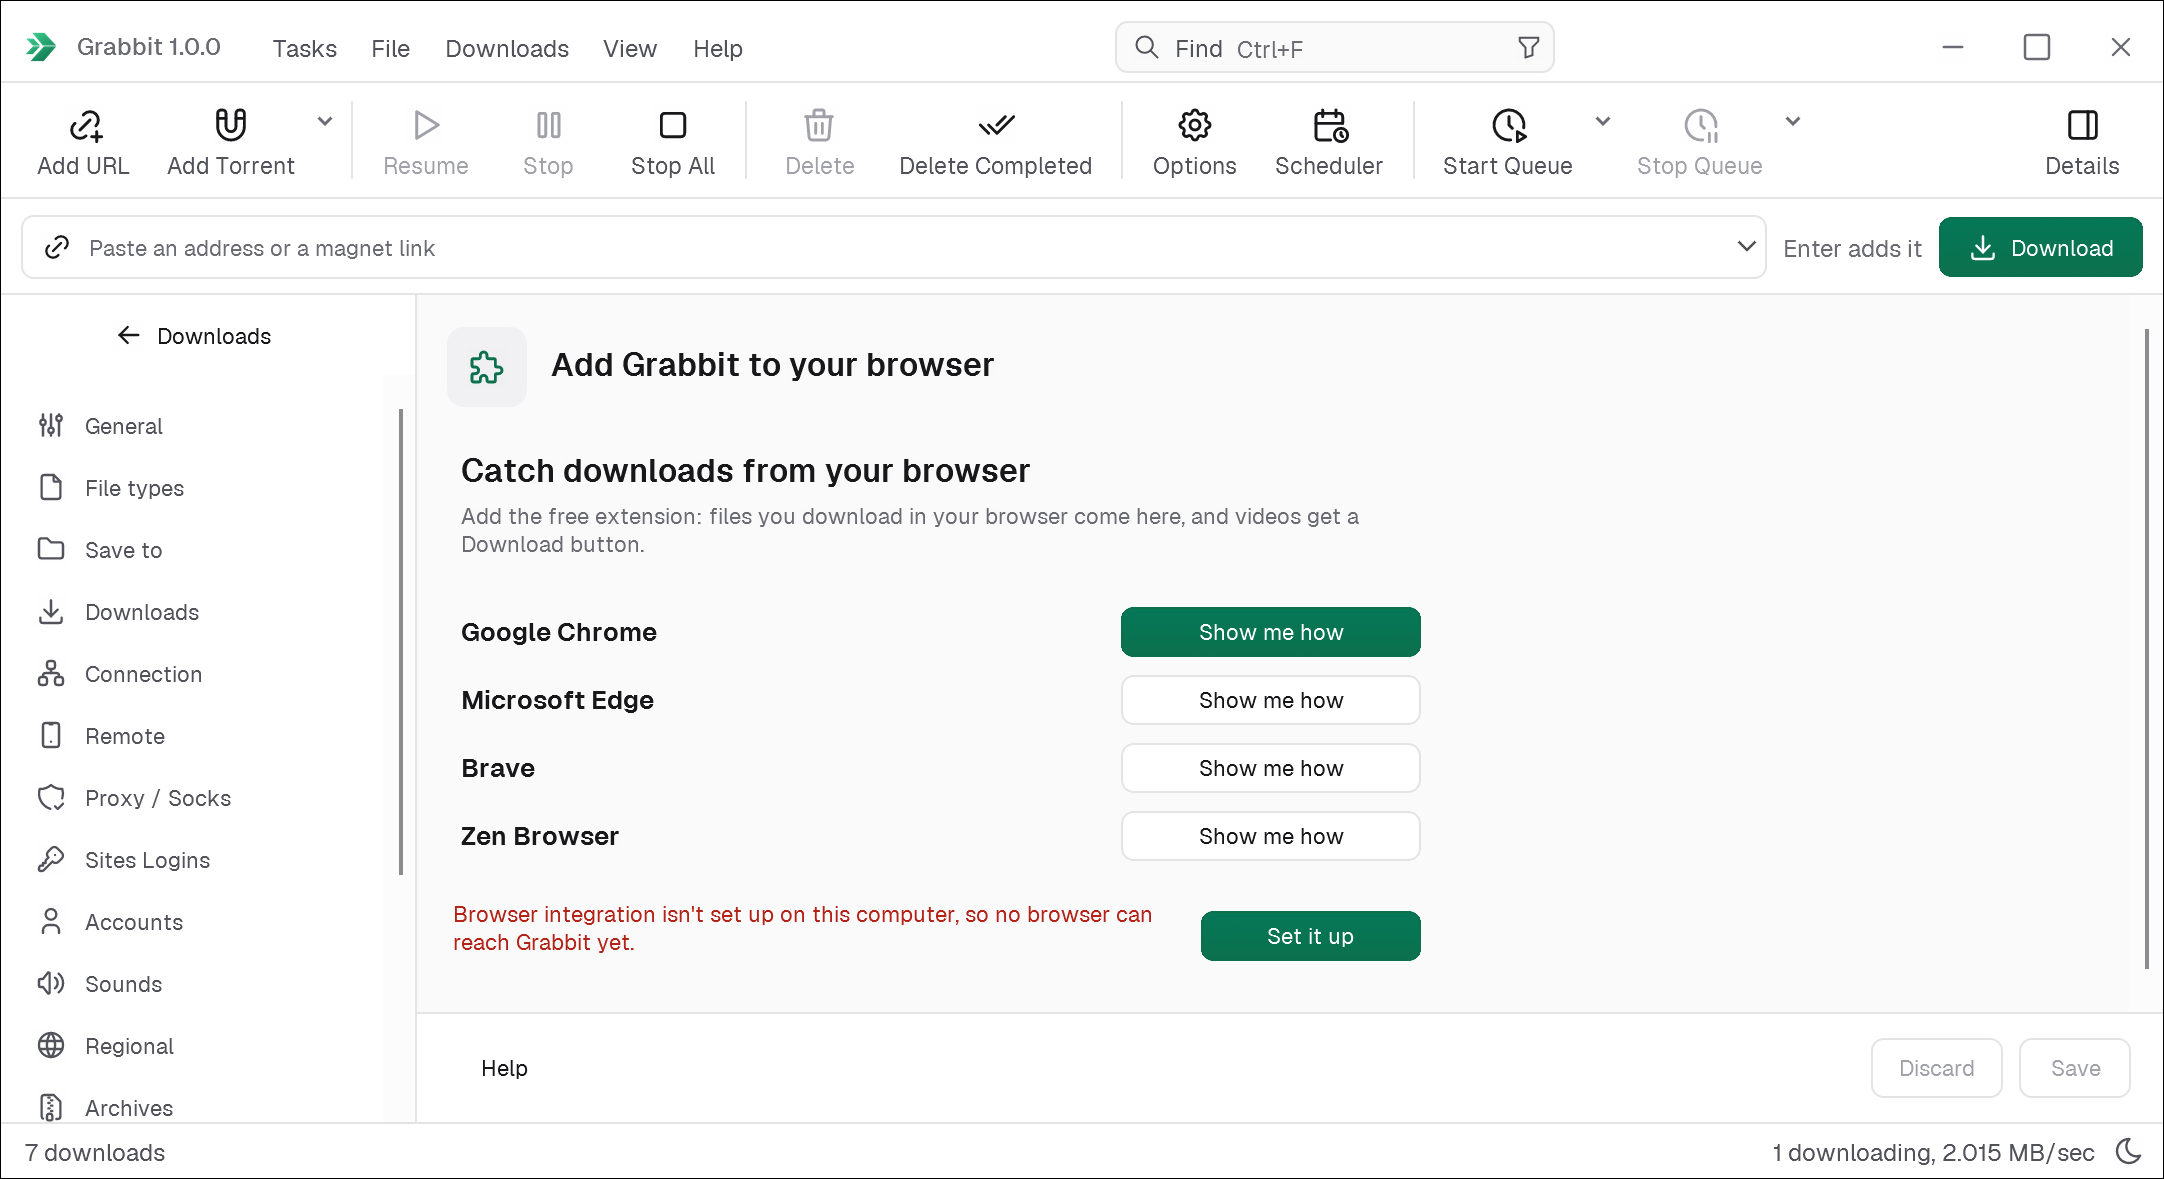 Grabbit 1.0.0
Tasks File Downloads View Help
Find Ctrl+F
Add URL
Add Torrent
Resume
Stop
Stop All
Delete
Delete Completed
Options
Scheduler
Start Queue
Stop Queue
Details
Paste an address or a magnet link
Enter adds it
Download
Downloads
General
File types
Save to
Downloads
Connection
Remote
Proxy / Socks
Sites Logins
Accounts
Sounds
Regional
Archives
Add Grabbit to your browser
Catch downloads from your browser
Add the free extension: files you download in your browser come here, and videos get a
Download button.
Google Chrome
Show me how
Microsoft Edge
Show me how
Brave
Show me how
Zen Browser
Show me how
Browser integration isn't set up on this computer, so no browser can
reach Grabbit yet.
Set it up
Help
Discard
Save
7 downloads
1 downloading, 2.015 MB/sec